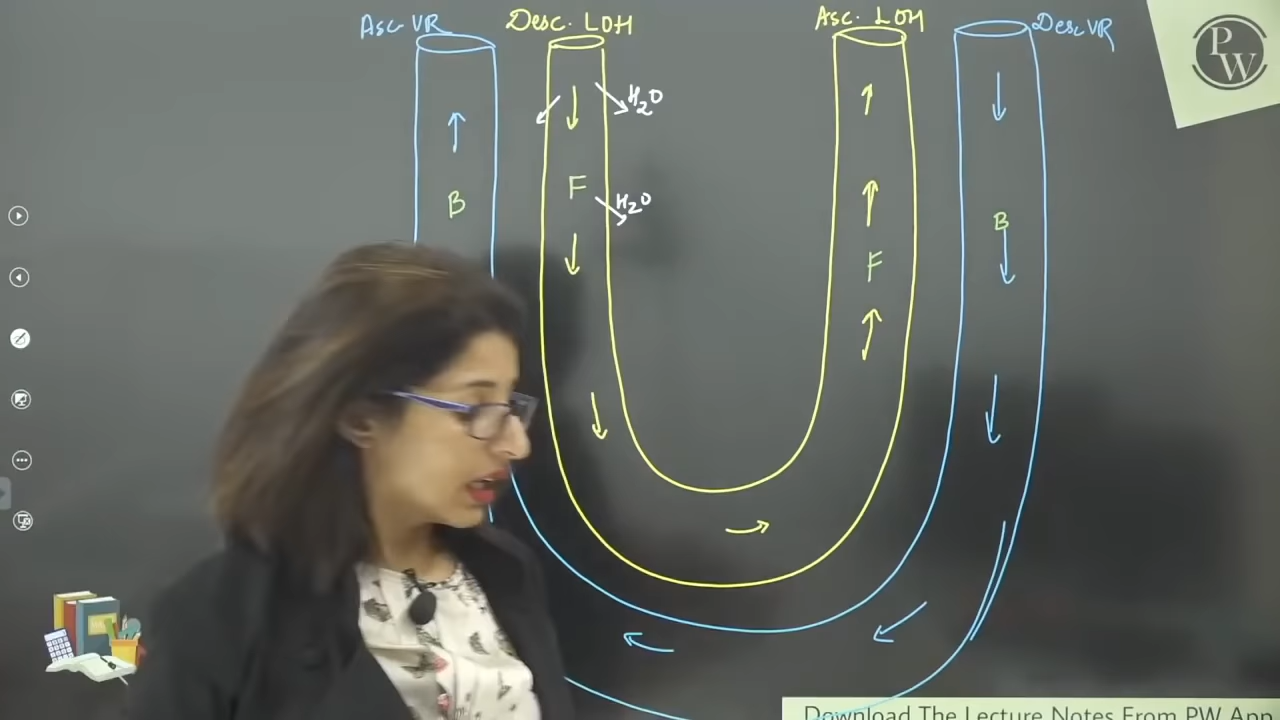 Asc VR
Desc. LOH
Asc. LOH
Desc VR
PW
H2O
F
H2O
B
B
F
Download The Lecture Notes From PW App